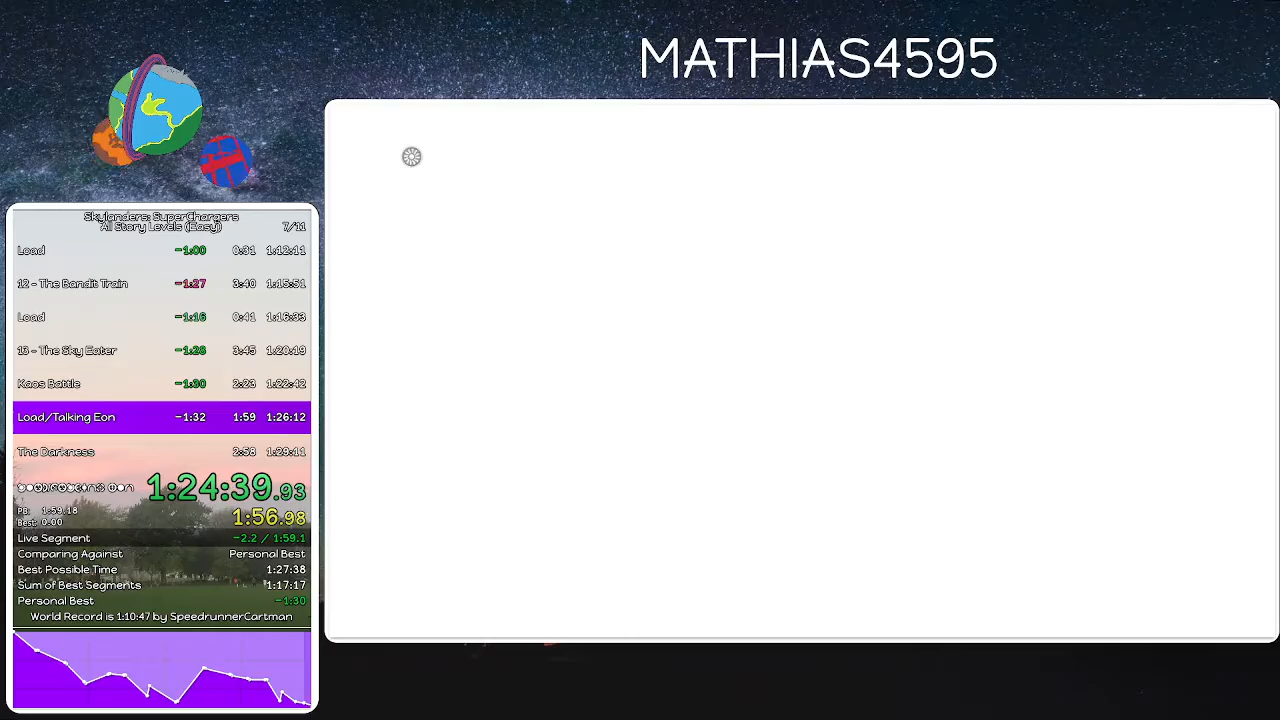 MATHIAS4595
Skylanders: SuperChargers
All Story Levels (Easy) 7/11
Load -1:00 0:31 1:12:11
12 - The Bandit Train -1:27 3:40 1:15:51
Load -1:16 0:41 1:16:33
13 - The Sky Eater -1:26 3:45 1:20:19
Kaos Battle -1:30 2:23 1:22:42
Load/Talking Eon -1:32 1:59 1:26:12
The Darkness 2:58 1:29:11
1:24:39.93
PB: 1:59.18
Best: 0:00
1:56.98
Live Segment -2.2 / 1:59.1
Comparing Against Personal Best
Best Possible Time 1:27:38
Sum of Best Segments 1:17:17
Personal Best -1:30
World Record is 1:10:47 by SpeedrunnerCartman